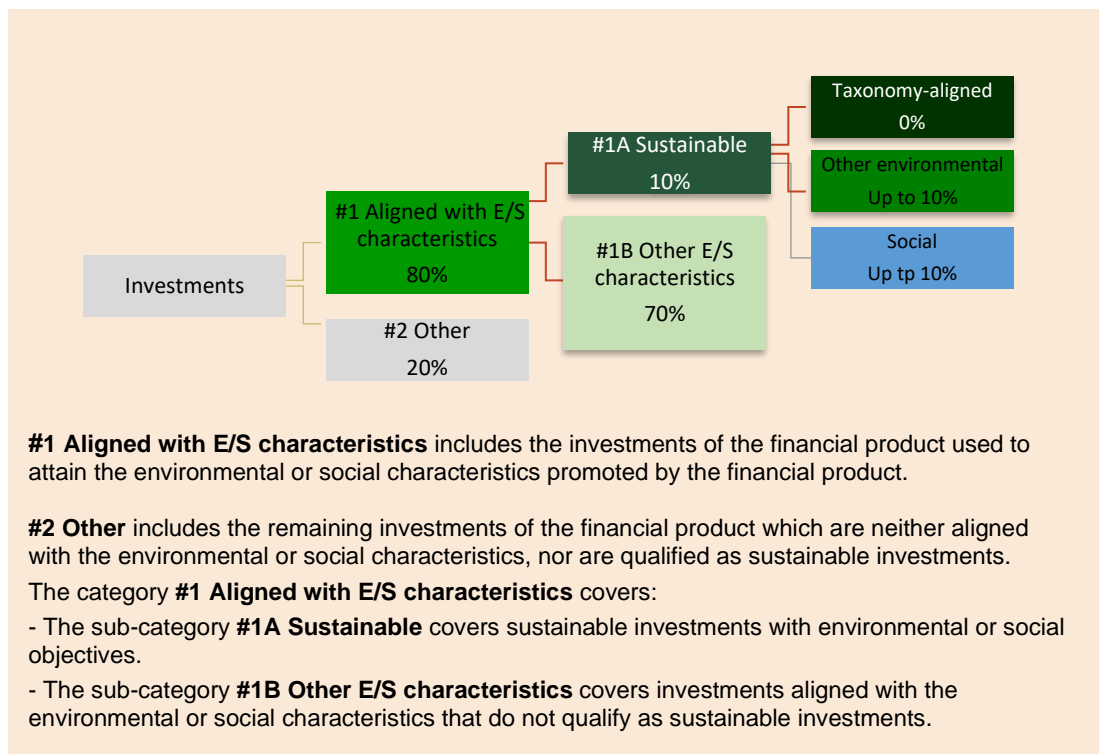 Taxonomy-aligned
0%
#1A Sustainable
10%
Other environmental
Up to 10%
#1 Aligned with E/S
characteristics
80%
#1B Other E/S
characteristics
70%
Social
Up tp 10%
Investments
#2 Other
20%
#1 Aligned with E/S characteristics includes the investments of the financial product used to
attain the environmental or social characteristics promoted by the financial product.
#2 Other includes the remaining investments of the financial product which are neither aligned
with the environmental or social characteristics, nor are qualified as sustainable investments.
The category #1 Aligned with E/S characteristics covers:
- The sub-category #1A Sustainable covers sustainable investments with environmental or social
objectives.
- The sub-category #1B Other E/S characteristics covers investments aligned with the
environmental or social characteristics that do not qualify as sustainable investments.